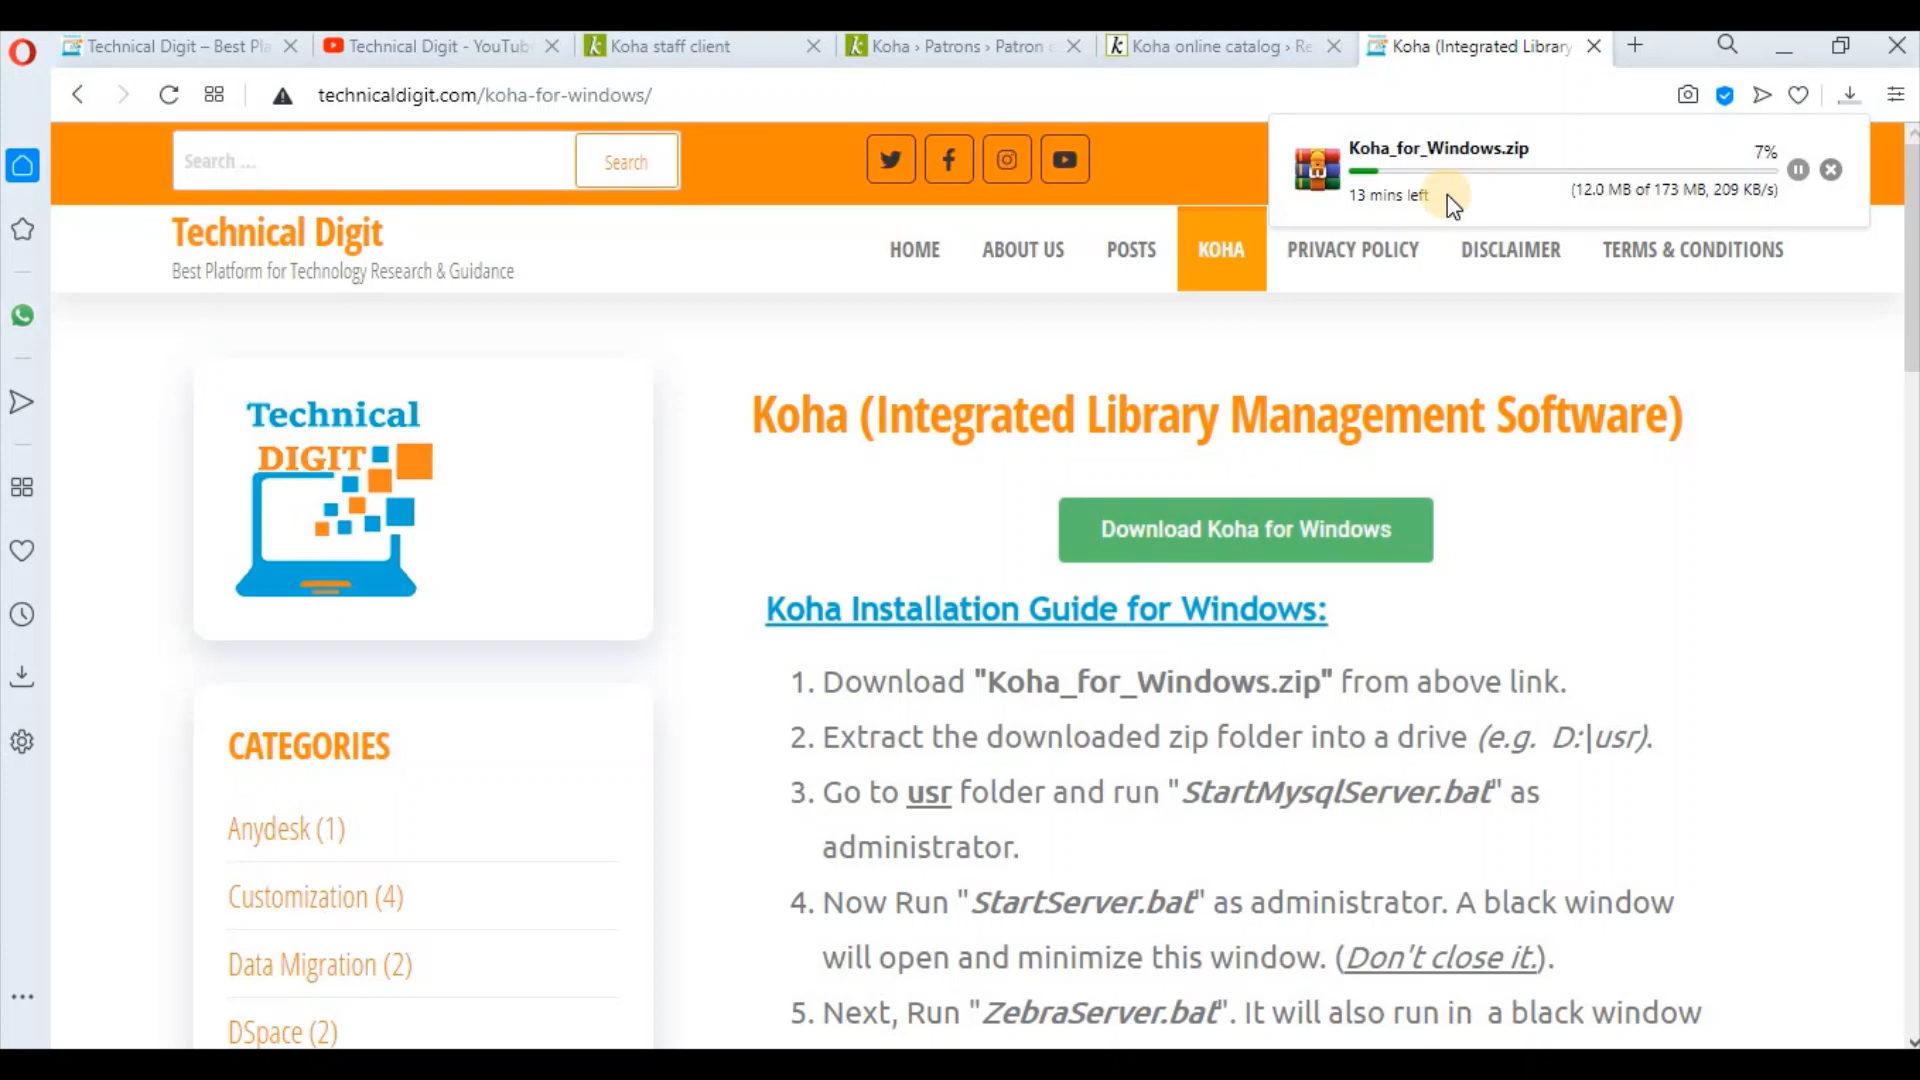 Technical Digit – Best Pla
Technical Digit - YouTub
Koha staff client
Koha › Patrons › Patron
Koha online catalog › Re
Koha (Integrated Library
technicaldigit.com/koha-for-windows/
Search ...
Search
Koha_for_Windows.zip
7%
13 mins left
(12.0 MB of 173 MB, 209 KB/s)
Technical Digit
Best Platform for Technology Research & Guidance
HOME
ABOUT US
POSTS
KOHA
PRIVACY POLICY
DISCLAIMER
TERMS & CONDITIONS
Technical
DIGIT
Koha (Integrated Library Management Software)
Download Koha for Windows
Koha Installation Guide for Windows:
1. Download "Koha_for_Windows.zip" from above link.
2. Extract the downloaded zip folder into a drive (e.g. D:|usr).
3. Go to usr folder and run "StartMysqlServer.bat" as
administrator.
4. Now Run "StartServer.bat" as administrator. A black window
will open and minimize this window. (Don't close it.).
5. Next, Run "ZebraServer.bat". It will also run in a black window
CATEGORIES
Anydesk (1)
Customization (4)
Data Migration (2)
DSpace (2)